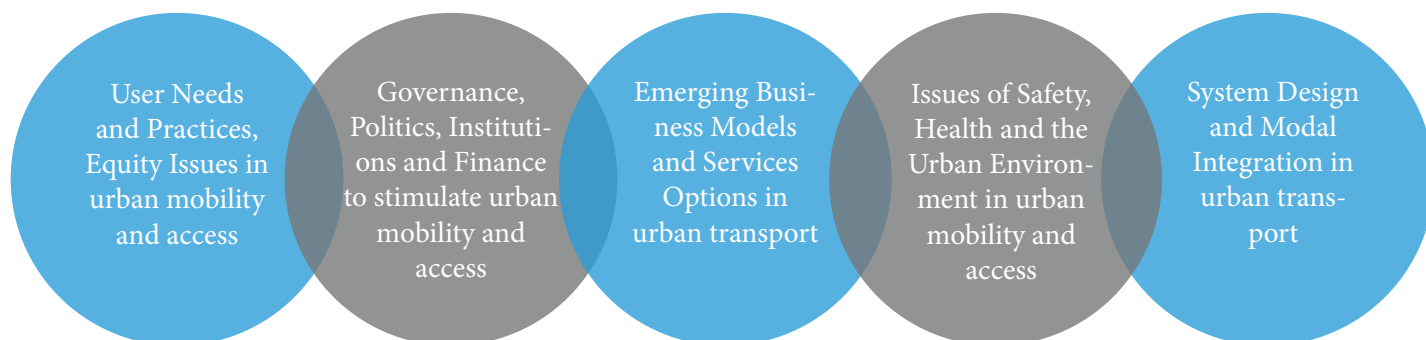 User Needs
and Practices,
Equity Issues in
urban mobility
and access
Governance,
Politics, Instituti-
ons and Finance
to stimulate urban
mobility and
access
Emerging Busi-
ness Models
and Services
Options in
urban transport
Issues of Safety,
Health and the
Urban Environ-
ment in urban
mobility and
access
System Design
and Modal
Integration in
urban trans-
port